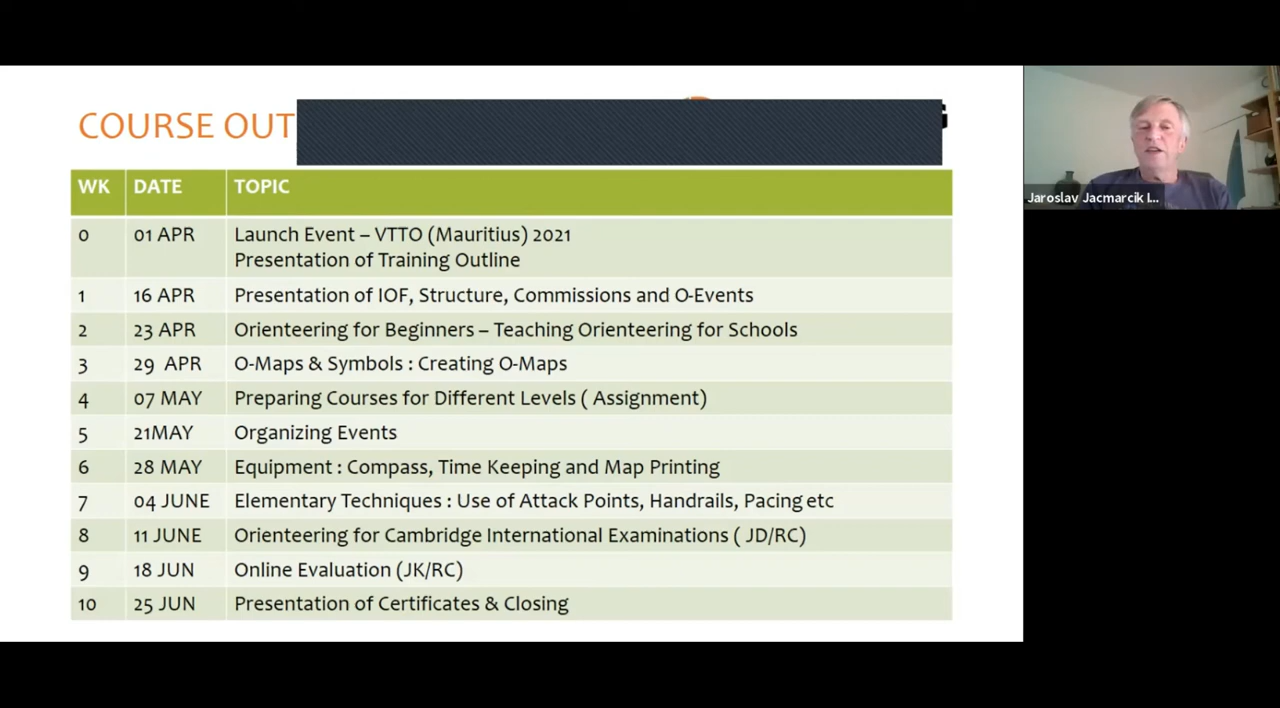 COURSE OUT
WK DATE TOPIC
0 01 APR Launch Event – VTTO (Mauritius) 2021
Presentation of Training Outline
1 16 APR Presentation of IOF, Structure, Commissions and O-Events
2 23 APR Orienteering for Beginners – Teaching Orienteering for Schools
3 29 APR O-Maps & Symbols : Creating O-Maps
4 07 MAY Preparing Courses for Different Levels ( Assignment)
5 21MAY Organizing Events
6 28 MAY Equipment : Compass, Time Keeping and Map Printing
7 04 JUNE Elementary Techniques : Use of Attack Points, Handrails, Pacing etc
8 11 JUNE Orienteering for Cambridge International Examinations ( JD/RC)
9 18 JUN Online Evaluation (JK/RC)
10 25 JUN Presentation of Certificates & Closing
Jaroslav Jacmarcik I...